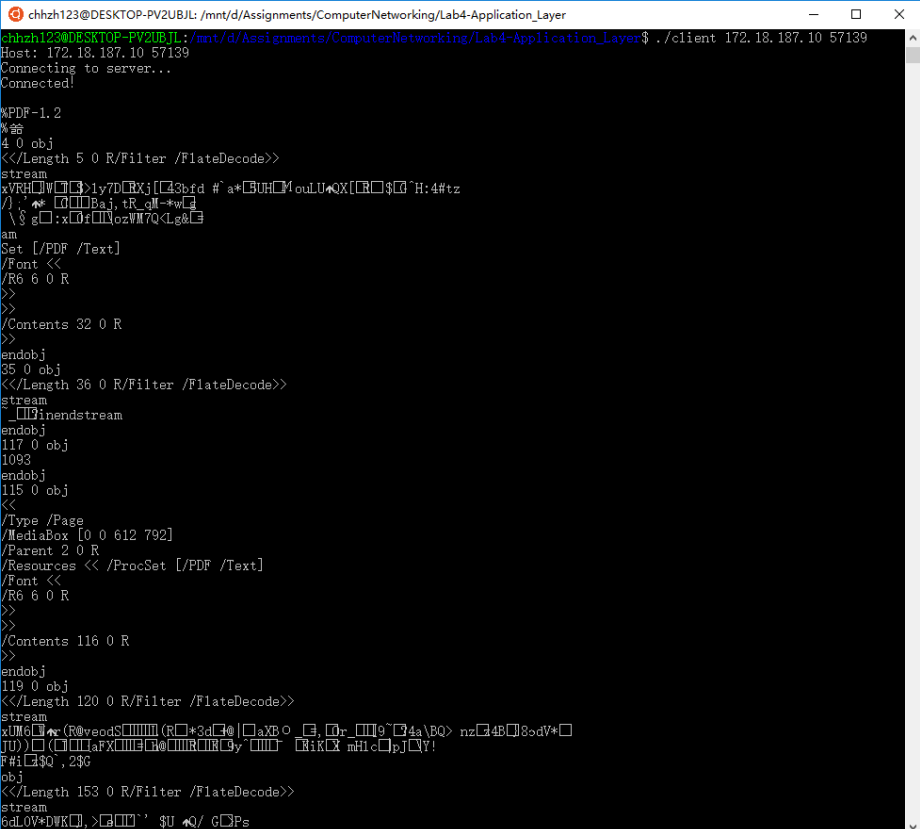 chhzh123@DESKTOP-PV2UBJL: /mnt/d/Assignments/ComputerNetworking/Lab4-Application_Layer
chhzh123@DESKTOP-PV2UBJL:/mnt/d/Assignments/ComputerNetworking/Lab4-Application_Layer$ ./client 172.18.187.10 57139
Host: 172.18.187.10 57139
Connecting to server...
Connected!
%PDF-1.2
4 0 obj
<</Length 5 0 R/Filter /FlateDecode>>
stream
am
Set [/PDF /Text]
/Font <<
/R6 6 0 R
>>
>>
/Contents 32 0 R
>>
endobj
35 0 obj
<</Length 36 0 R/Filter /FlateDecode>>
stream
inendstream
endobj
117 0 obj
1093
endobj
115 0 obj
<<
/Type /Page
/MediaBox [0 0 612 792]
/Parent 2 0 R
/Resources << /ProcSet [/PDF /Text]
/Font <<
/R6 6 0 R
>>
>>
/Contents 116 0 R
>>
endobj
119 0 obj
<</Length 120 0 R/Filter /FlateDecode>>
stream
obj
<</Length 153 0 R/Filter /FlateDecode>>
stream